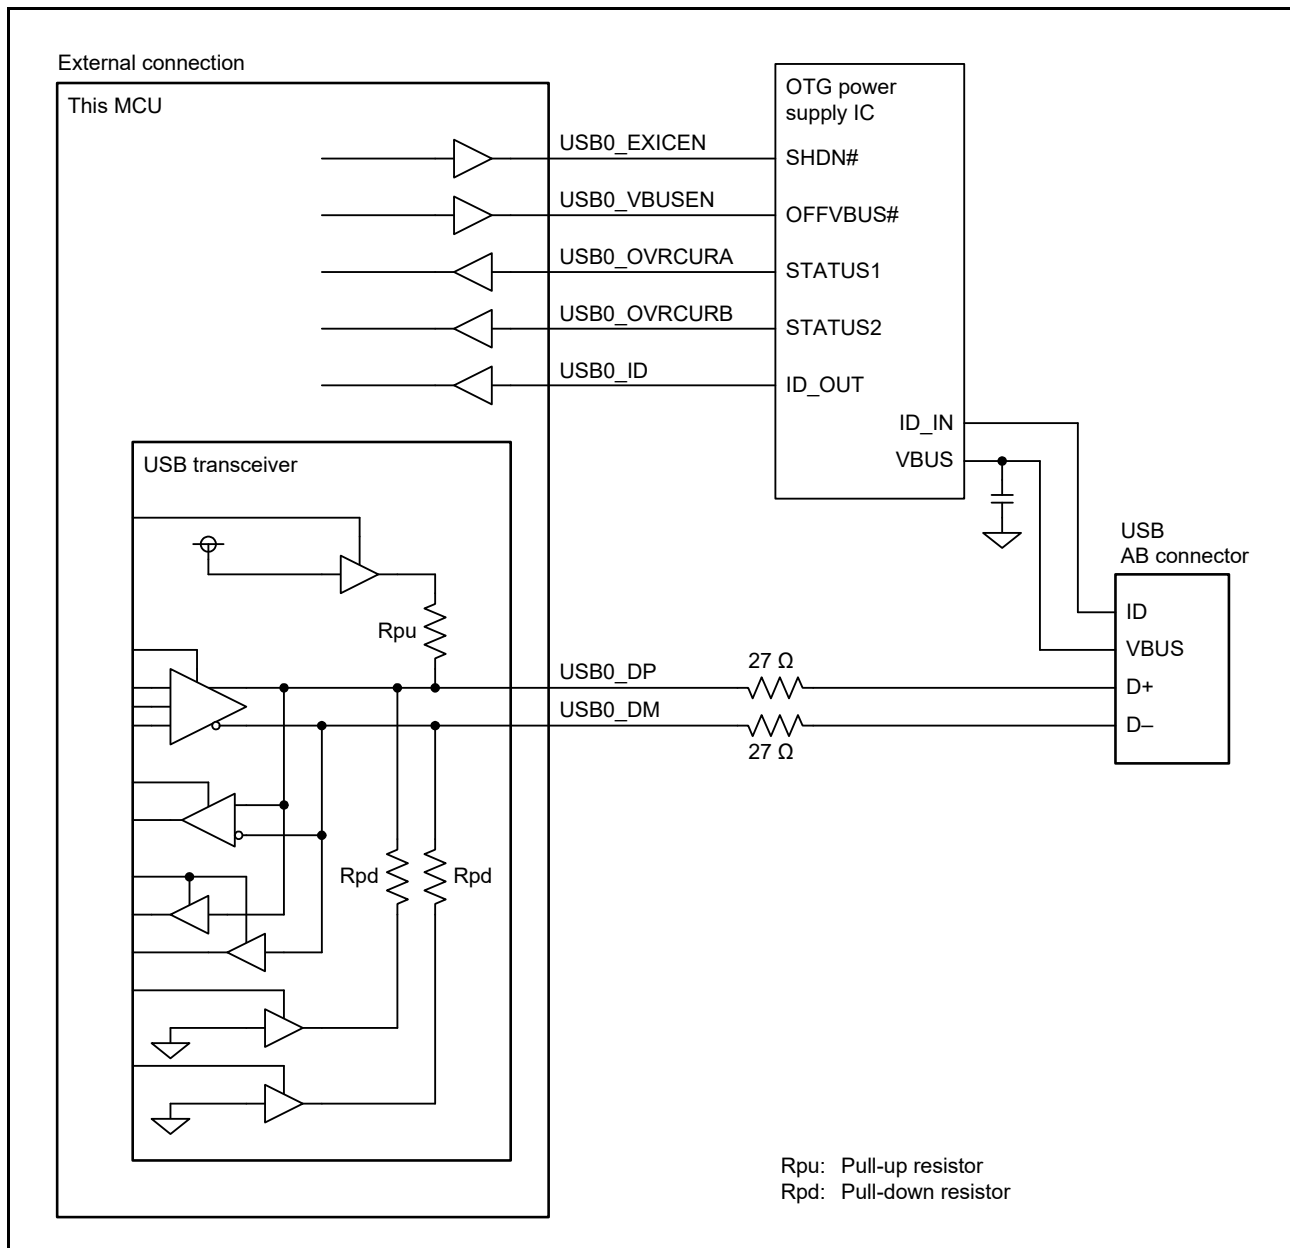 External connection
This MCU
OTG power
supply IC
USB0_EXICEN
SHDN#
USB0_VBUSEN
OFFVBUS#
USB0_OVRCURA
STATUS1
USB0_OVRCURB
STATUS2
USB0_ID
ID_OUT
ID_IN
VBUS
USB transceiver
USB
AB connector
ID
VBUS
D+
D–
Rpu
USB0_DP
27 Ω
USB0_DM
27 Ω
Rpd
Rpd
Rpu: Pull-up resistor
Rpd: Pull-down resistor